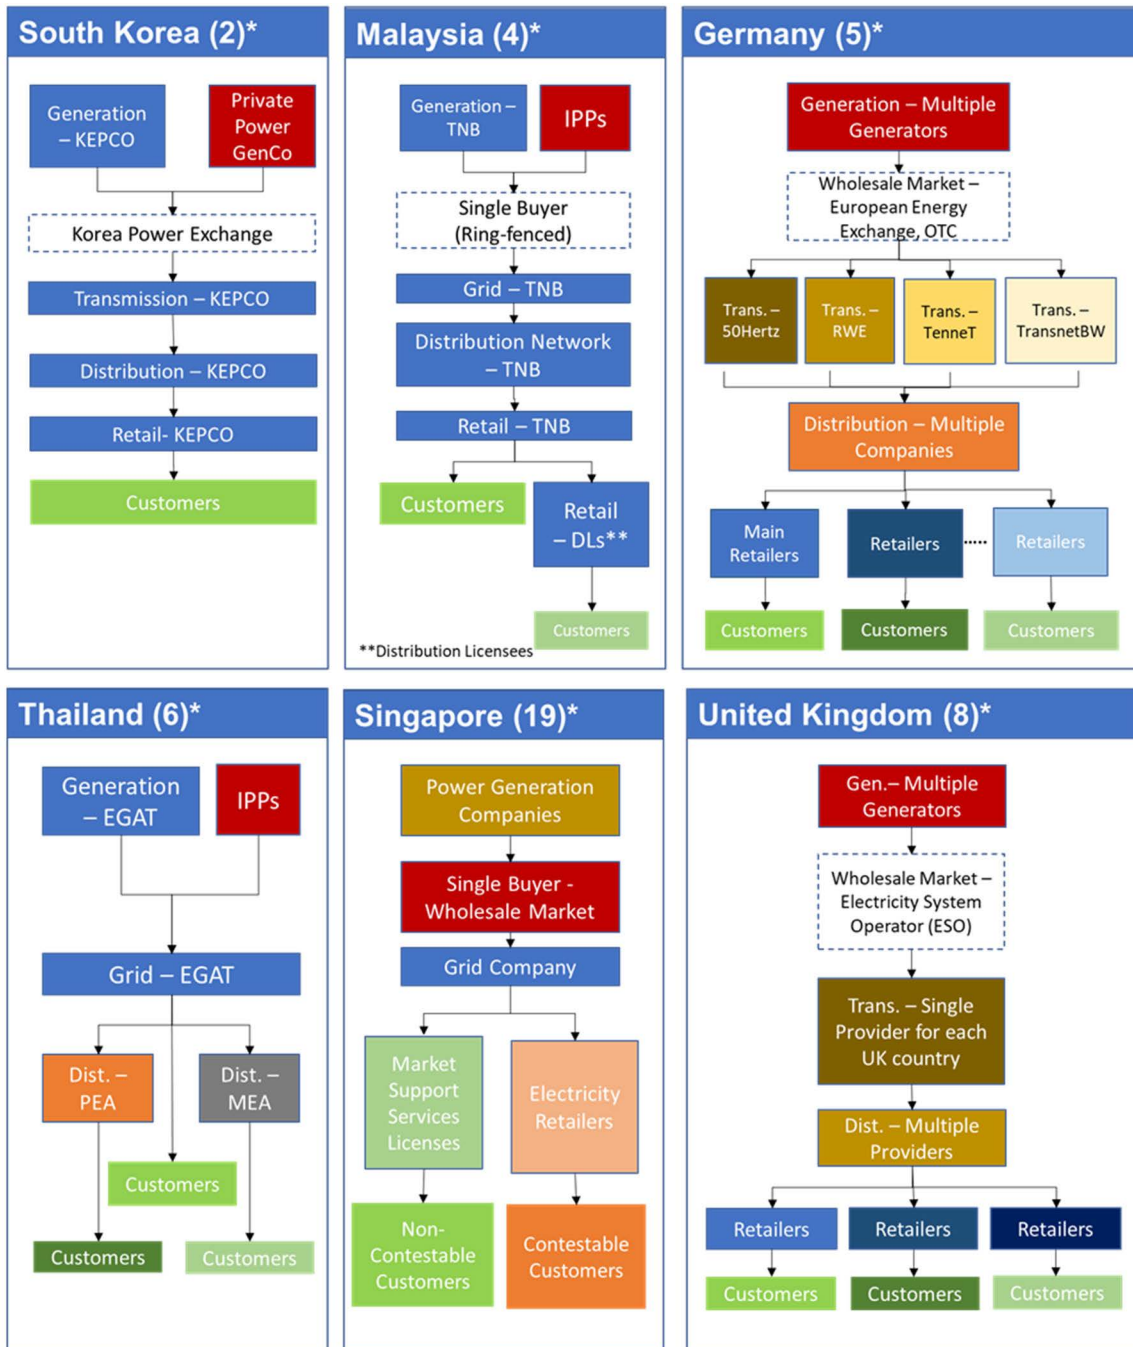 South Korea (2)*
Generation
– KEPCO
Private
Power
GenCo
Korea Power Exchange
Transmission – KEPCO
Distribution – KEPCO
Retail- KEPCO
Customers
Malaysia (4)*
Generation –
TNB
IPPs
Single Buyer
(Ring-fenced)
Grid – TNB
Distribution Network
– TNB
Retail – TNB
Customers
Retail
– DLs**
Customers
**Distribution Licensees
Germany (5)*
Generation – Multiple
Generators
Wholesale Market –
European Energy
Exchange, OTC
Trans. –
50Hertz
Trans. –
RWE
Trans. –
TenneT
Trans. –
TransnetBW
Distribution – Multiple
Companies
Main
Retailers
Retailers
.....
Retailers
Customers
Customers
Customers
Thailand (6)*
Generation
– EGAT
IPPs
Grid – EGAT
Dist. –
PEA
Dist. –
MEA
Customers
Customers
Customers
Singapore (19)*
Power Generation
Companies
Single Buyer -
Wholesale Market
Grid Company
Market
Support
Services
Licenses
Electricity
Retailers
Non-
Contestable
Customers
Contestable
Customers
United Kingdom (8)*
Gen.– Multiple
Generators
Wholesale Market –
Electricity System
Operator (ESO)
Trans. – Single
Provider for each
UK country
Dist. – Multiple
Providers
Retailers
Retailers
Retailers
Customers
Customers
Customers